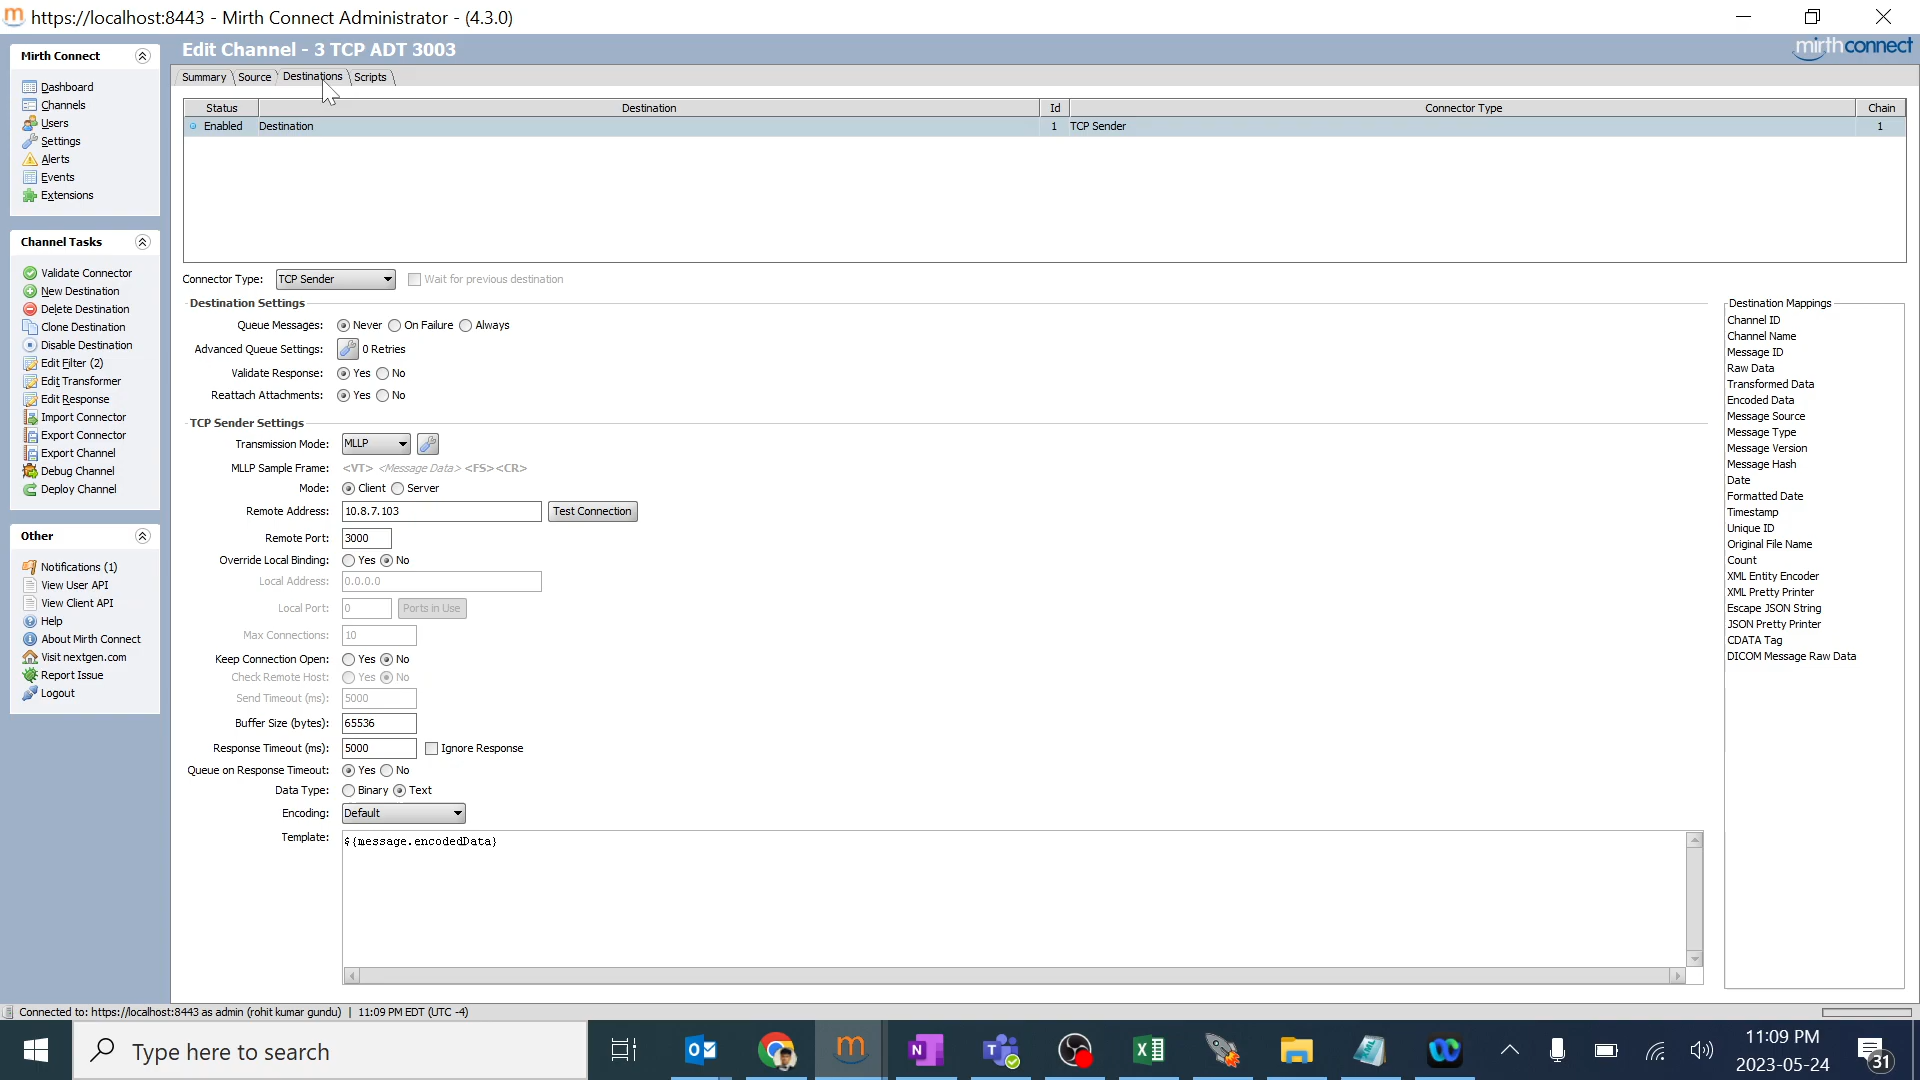 https://localhost:8443 - Mirth Connect Administrator - (4.3.0)
Mirth Connect
Dashboard
Channels
Users
Settings
Alerts
Events
Extensions
Channel Tasks
Validate Connector
New Destination
Delete Destination
Clone Destination
Disable Destination
Edit Filter (2)
Edit Transformer
Edit Response
Import Connector
Export Connector
Export Channel
Debug Channel
Deploy Channel
Other
Notifications (1)
View User API
View Client API
Help
About Mirth Connect
Visit nextgen.com
Report Issue
Logout
Edit Channel - 3 TCP ADT 3003
mirthconnect
Summary Source Destinations Scripts
Status Destination Id Connector Type Chain
Enabled Destination 1 TCP Sender 1
Connector Type: TCP Sender Wait for previous destination
Destination Settings
Queue Messages: Never On Failure Always
Advanced Queue Settings: 0 Retries
Validate Response: Yes No
Reattach Attachments: Yes No
TCP Sender Settings
Transmission Mode: MLLP
MLLP Sample Frame: <VT> <Message Data> <FS><CR>
Mode: Client Server
Remote Address: 10.8.7.103 Test Connection
Remote Port: 3000
Override Local Binding: Yes No
Local Address: 0.0.0.0
Local Port: 0 Ports in Use
Max Connections: 10
Keep Connection Open: Yes No
Check Remote Host: Yes No
Send Timeout (ms): 5000
Buffer Size (bytes): 65536
Response Timeout (ms): 5000 Ignore Response
Queue on Response Timeout: Yes No
Data Type: Binary Text
Encoding: Default
Template: ${message.encodedData}
Destination Mappings
Channel ID
Channel Name
Message ID
Raw Data
Transformed Data
Encoded Data
Message Source
Message Type
Message Version
Message Hash
Date
Formatted Date
Timestamp
Unique ID
Original File Name
Count
XML Entity Encoder
XML Pretty Printer
Escape JSON String
JSON Pretty Printer
CDATA Tag
DICOM Message Raw Data
Connected to: https://localhost:8443 as admin (rohit kumar gundu) | 11:09 PM EDT (UTC -4)
Type here to search
11:09 PM
2023-05-24
31